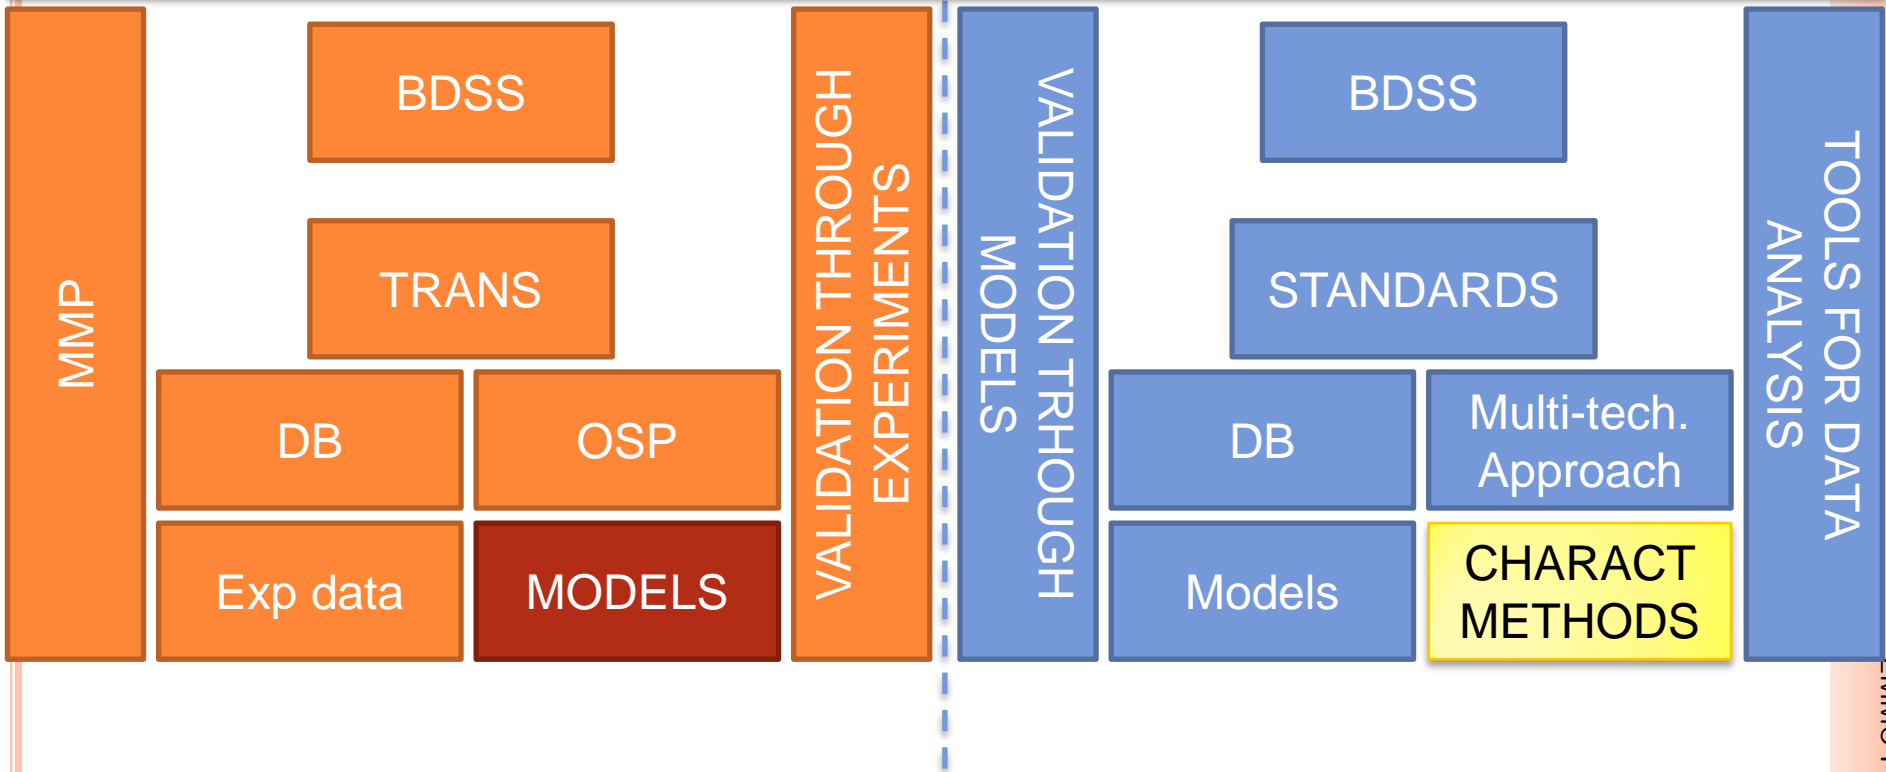 MMP
BDSS
TRANS
DB
OSP
Exp data
MODELS
VALIDATION THROUGH
EXPERIMENTS
VALIDATION TRHOUGH
MODELS
BDSS
STANDARDS
DB
Multi-tech.
Approach
Models
CHARACT
METHODS
TOOLS FOR DATA
ANALYSIS